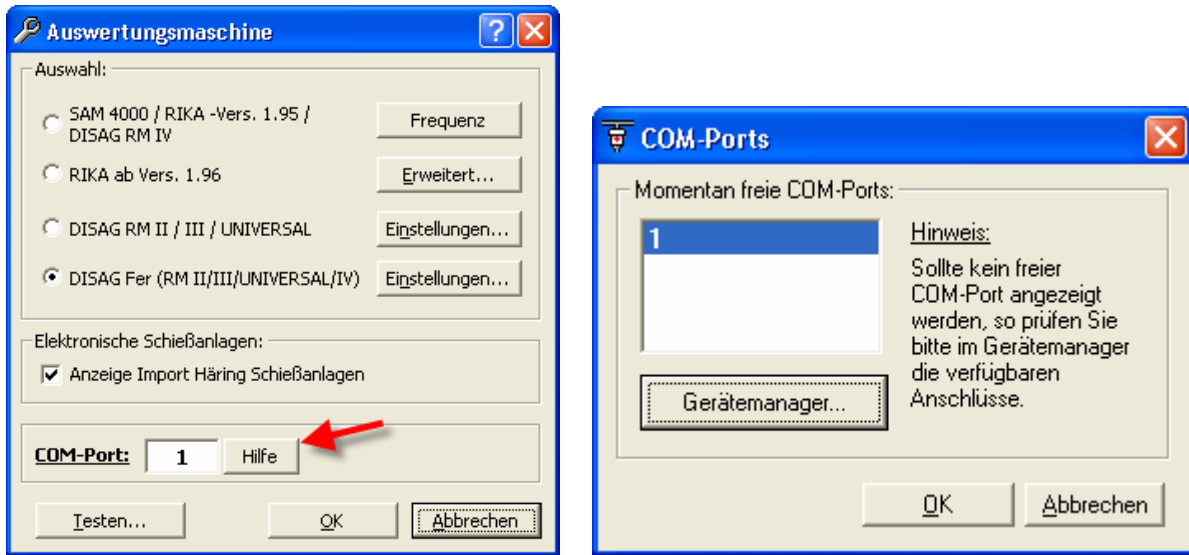 Auswertungsmaschine
Auswahl:
SAM 4000 / RIKA -Vers. 1.95 /
DISAG RM IV
Frequenz
RIKA ab Vers. 1.96
Erweitert...
DISAG RM II / III / UNIVERSAL
Einstellungen...
DISAG Fer (RM II/III/UNIVERSAL/IV)
Einstellungen...
Elektronische Schießanlagen:
Anzeige Import Häring Schießanlagen
COM-Port:
1
Hilfe
Testen...
OK
Abbrechen
COM-Ports
Momentan freie COM-Ports:
1
Gerätemanager...
Hinweis:
Sollte kein freier
COM-Port angezeigt
werden, so prüfen Sie
bitte im Gerätemanager
die verfügbaren
Anschlüsse.
OK
Abbrechen